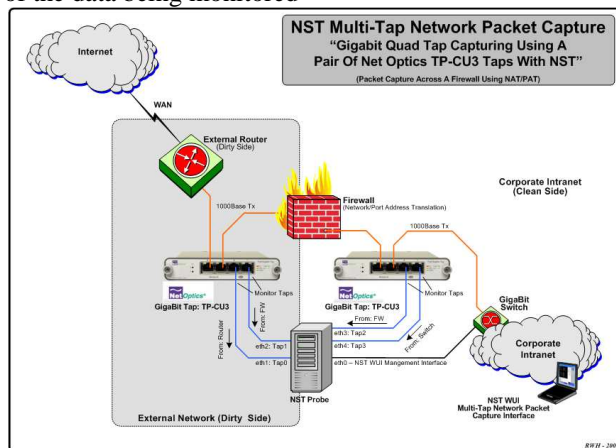 of the data being monitored
NST Multi-Tap Network Packet Capture
"Gigabit Quad Tap Capturing Using A
Pair Of Net Optics TP-CU3 Taps With NST"
(Packet Capture Across A Firewall Using NAT/PAT)
Internet
WAN
External Router
(Dirty Side)
1000Base Tx
Firewall
(Network/Port Address Translation)
Corporate Intranet
(Clean Side)
1000Base Tx
Monitor Taps
Monitor Taps
NetOptics
GigaBit Tap: TP-CU3
NetOptics
GigaBit Tap: TP-CU3
GigaBit
Switch
From: Router
From: FW
From: FW
eth3: Tap2
From: Switch
eth2: Tap1
eth4: Tap3
eth1: Tap0
eth0 – NST WUI Mangement Interface
Corporate
Intranet
NST Probe
NST WUI
Multi-Tap Network Packet
Capture Interface
External Network (Dirty Side)